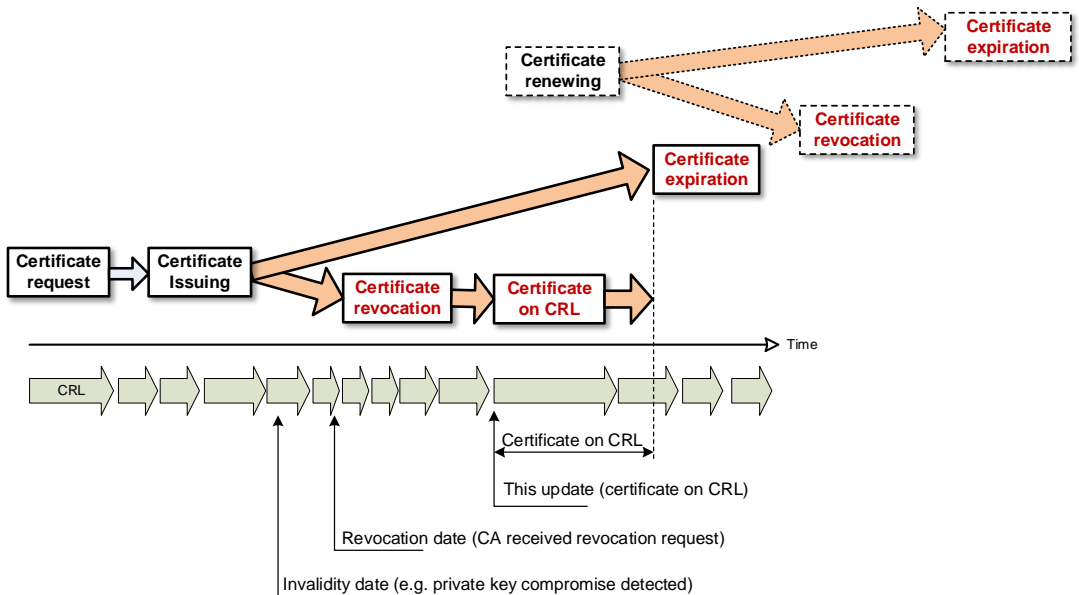 Certificate
expiration
Certificate
renewing
Certificate
revocation
Certificate
expiration
Certificate
request
Certificate
Issuing
Certificate
revocation
Certificate
on CRL
Time
CRL
Certificate on CRL
This update (certificate on CRL)
Revocation date (CA received revocation request)
Invalidity date (e.g. private key compromise detected)